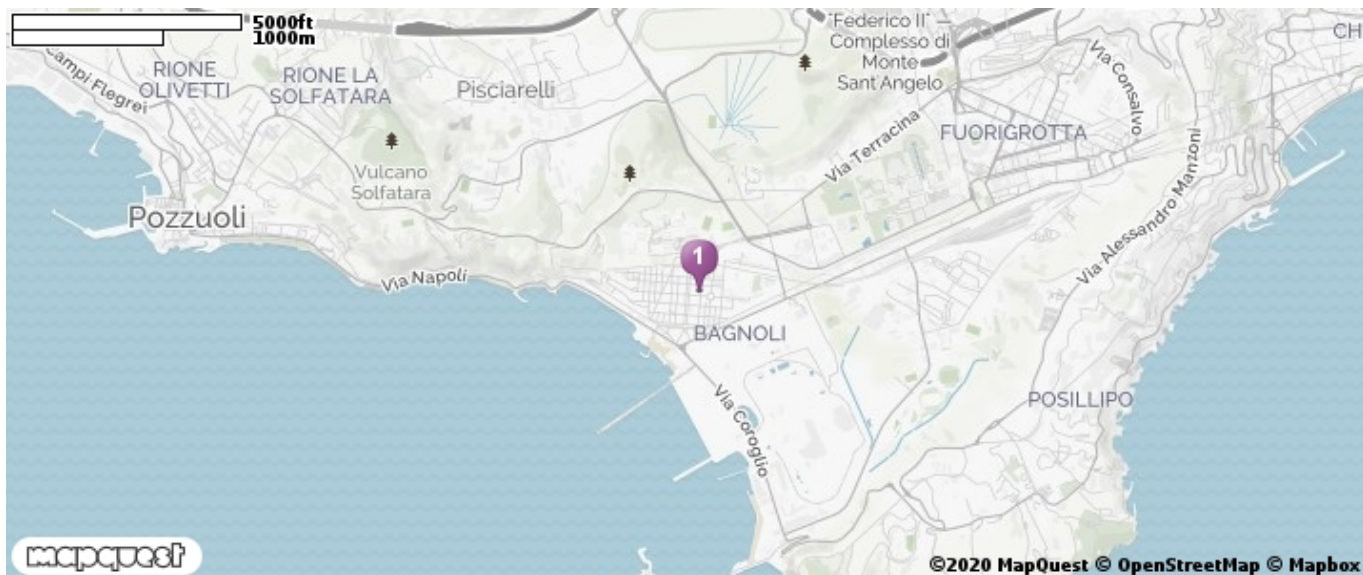 5000ft
1000m
"Federico II" —
Complesso di
Monte
Sant'Angelo
CH
Campi Flegrei
RIONE
OLIVETTI
RIONE LA
SOLFATARA
Pisciarelli
Via Consalvo
Via Terracina
FUORIGROTTA
Vulcano
Solfatara
Pozzuoli
Via Alessandro Manzoni
1
Via Napoli
BAGNOLI
Via Coroglio
POSILLIPO
mapquest
©2020 MapQuest © OpenStreetMap © Mapbox